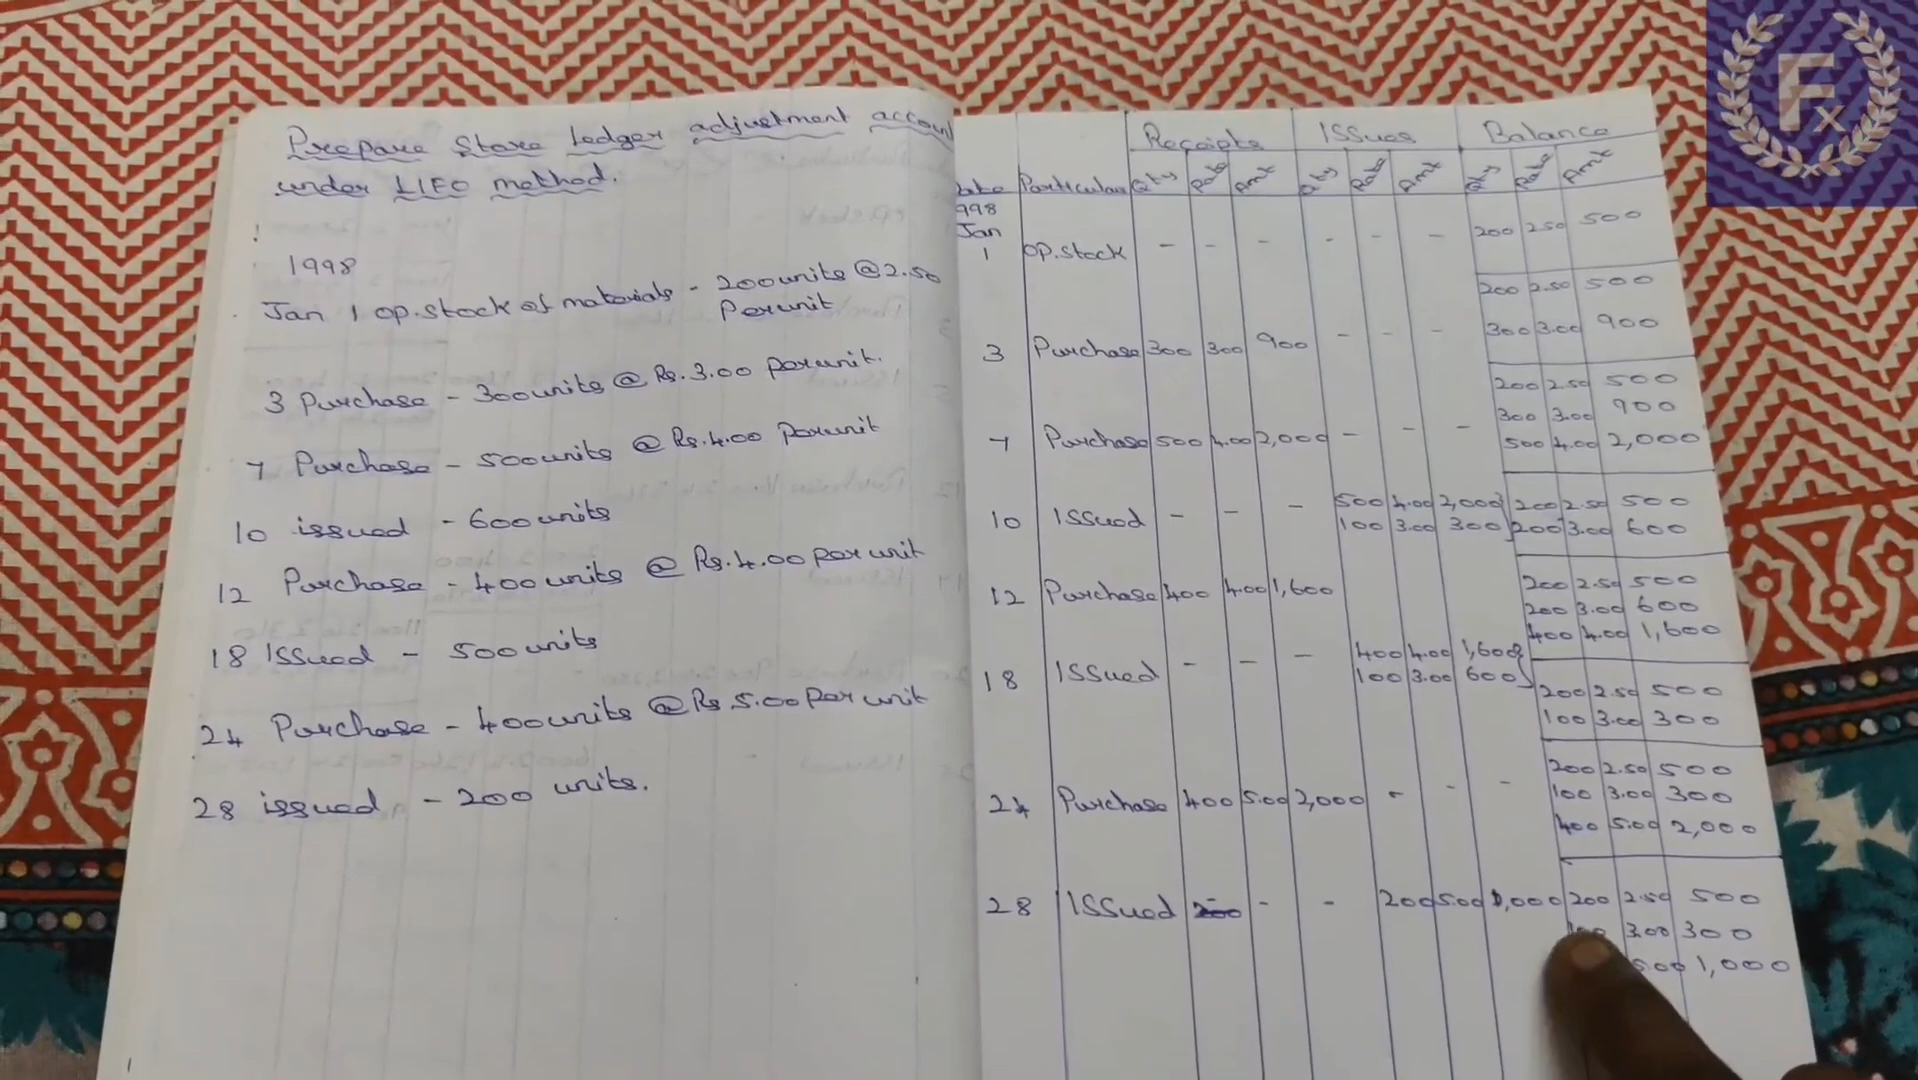 Prepare Store Ledger adjustment accoun
under LIFO method.
1998
Jan 1 op.stock of materials - 200 units @ 2.50
Per unit
3 Purchase - 300 units @ Rs.3.00 per unit.
7 Purchase - 500 units @ Rs.4.00 per unit
10 issued - 600 units
12 Purchase - 400 units @ Rs.4.00 per unit
18 Issued - 500 units
24 Purchase - 400 units @ Rs 5.00 Per unit
28 issued - 200 units.
Receipts Issues Balance
Particulars Qty Rate Amt Qty Rate Amt Qty Rate Amt
998
Jan
1 op.stock - - - - - - 200 2.50 500
200 2.50 500
300 3.00 900
3 Purchase 300 300 900 - - -
200 2.50 500
300 3.00 900
7 Purchase 500 4.00 2,000 - - - 500 4.00 2,000
10 Issued - - - 500 4.00 2,000 200 2.50 500
100 3.00 300 200 3.00 600
200 2.50 500
12 Purchase 400 4.00 1,600 200 3.00 600
400 4.00 1,600
18 Issued - - - 400 4.00 1,600
100 3.00 600 200 2.50 500
100 3.00 300
200 2.50 500
24 Purchase 400 5.00 2,000 - - - 100 3.00 300
400 5.00 2,000
28 Issued - - 200 5.00 1,000 200 2.50 500
3.00 300
5.00 1,000
Fx